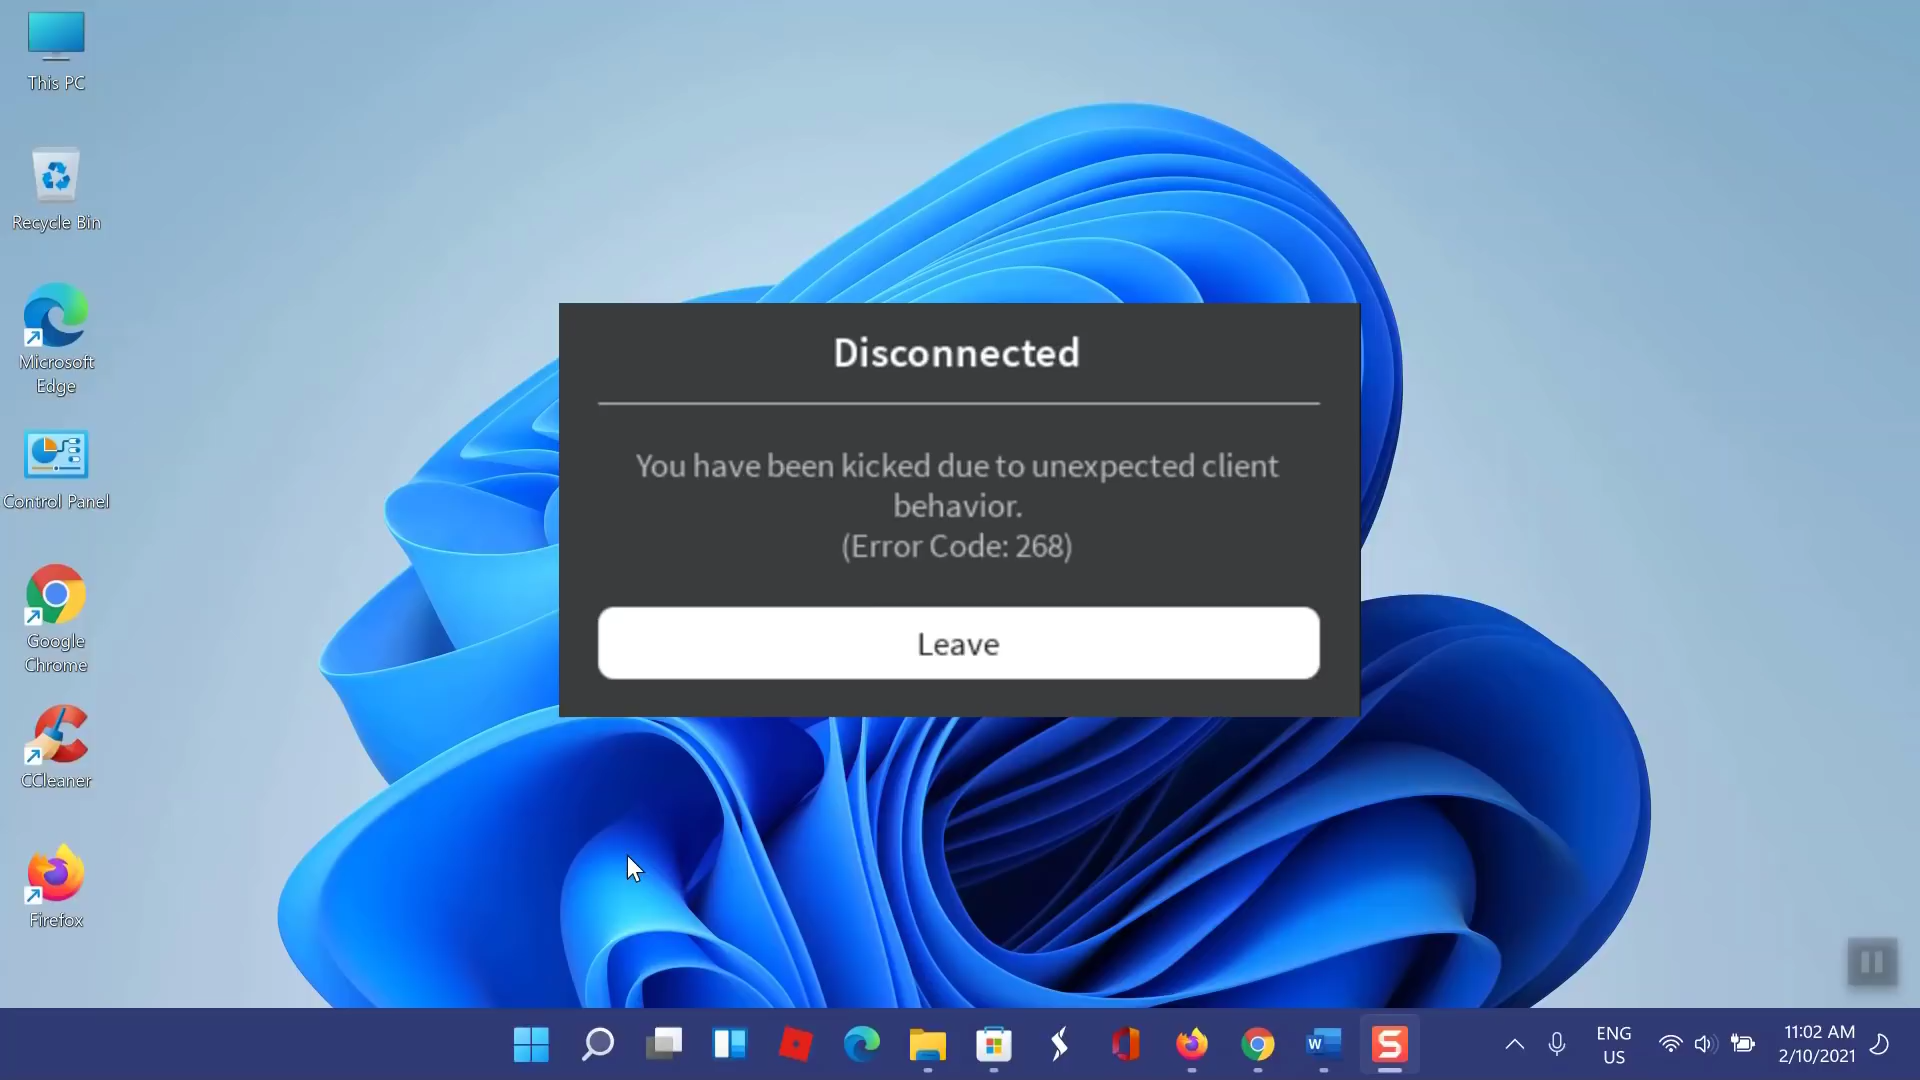 This PC
Recycle Bin
Microsoft
Edge
Control Panel
Google
Chrome
CCleaner
Firefox
Disconnected
You have been kicked due to unexpected client
behavior.
(Error Code: 268)
Leave
W
S
ENG
US
11:02 AM
2/10/2021